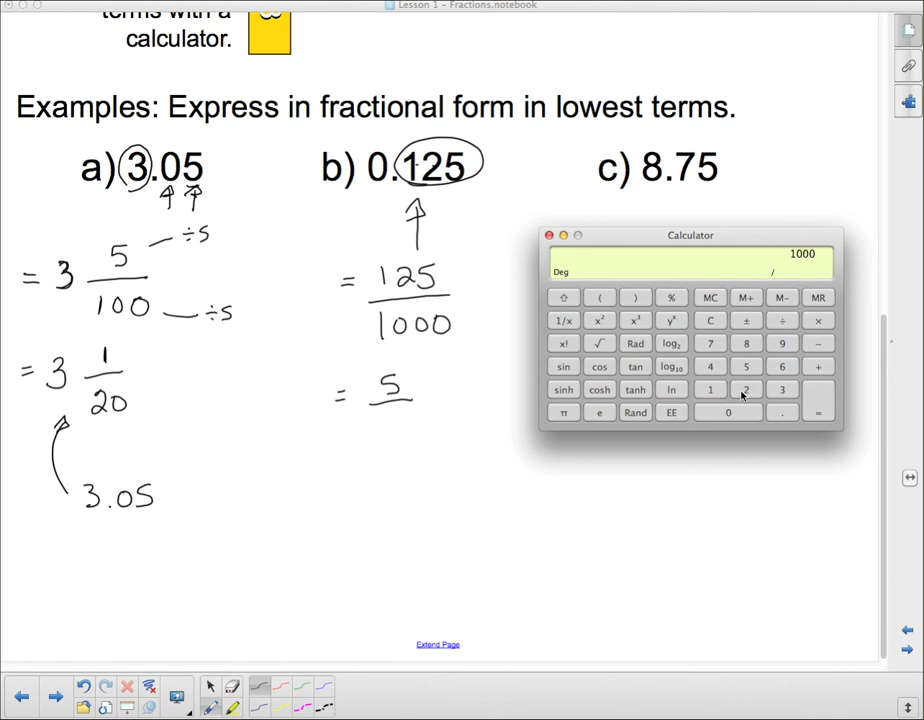 Lesson 1 - Fractions.notebook
terms with a
calculator.
Examples: Express in fractional form in lowest terms.
a) 3.05
b) 0.125
c) 8.75
= 3 5/100
÷5
÷5
= 3 1/20
3.05
= 125/1000
= 5
Calculator
1000
Deg /
( ) % MC M+ M- MR
1/x x² x³ yˣ C ± ÷ ×
x! √ Rad log₂ 7 8 9 −
sin cos tan log₁₀ 4 5 6 +
sinh cosh tanh ln 1 2 3
π e Rand EE 0 . =
Extend Page